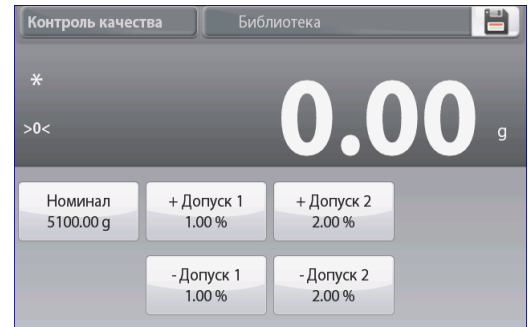 Контроль качества Библиотека
*
>0<
0.00 g
Номинал + Допуск 1 + Допуск 2
5100.00 g 1.00 % 2.00 %
- Допуск 1 - Допуск 2
1.00 % 2.00 %